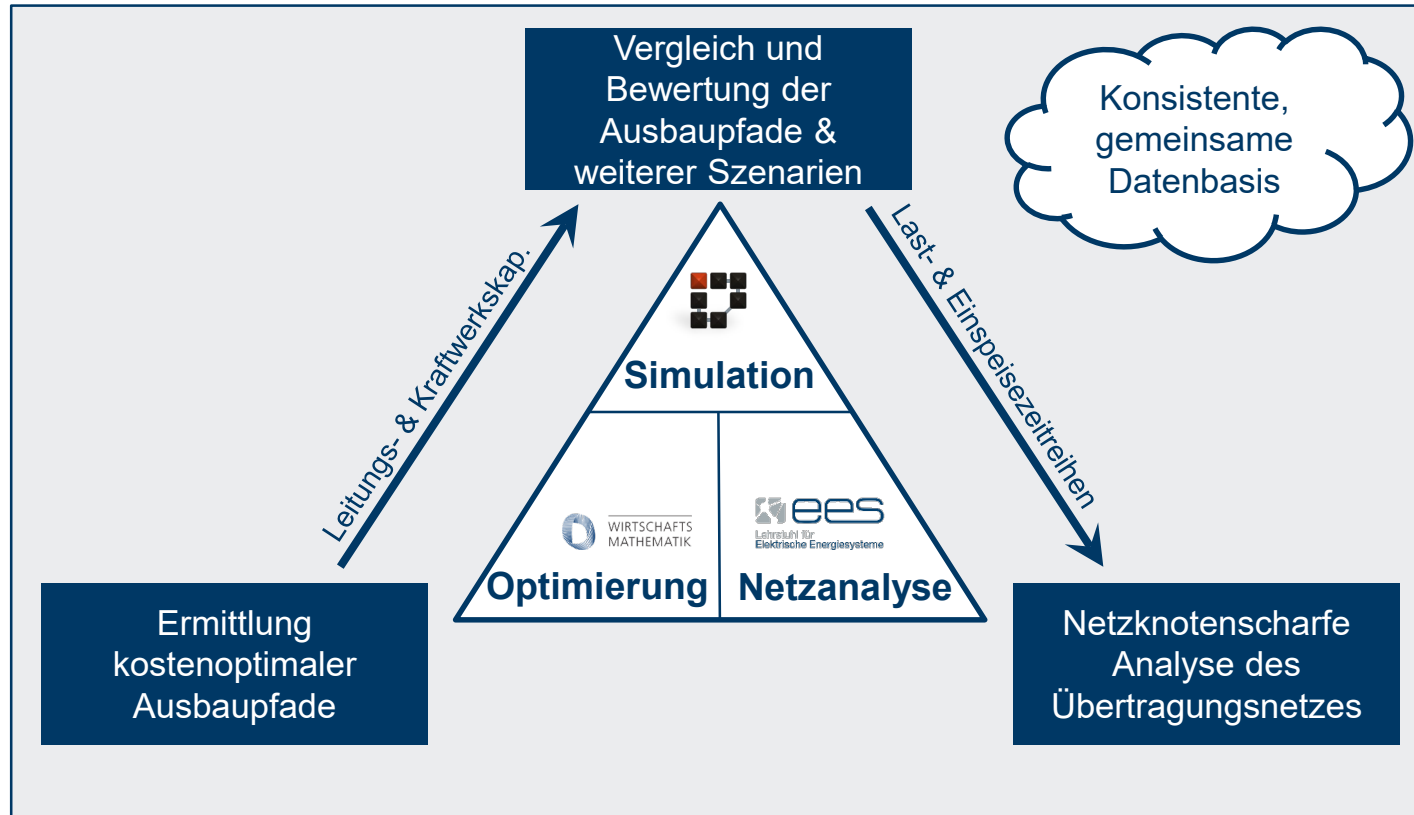 Vergleich und
Bewertung der
Ausbaupfade &
weiterer Szenarien
Konsistente,
gemeinsame
Datenbasis
Leitungs- & Kraftwerkskap.
Last- & Einspeisezeitreihen
Simulation
WIRTSCHAFTS
MATHEMATIK
ees
Lehrstuhl für
Elektrische Energiesysteme
Optimierung
Netzanalyse
Ermittlung
kostenoptimaler
Ausbaupfade
Netzknotenscharfe
Analyse des
Übertragungsnetzes